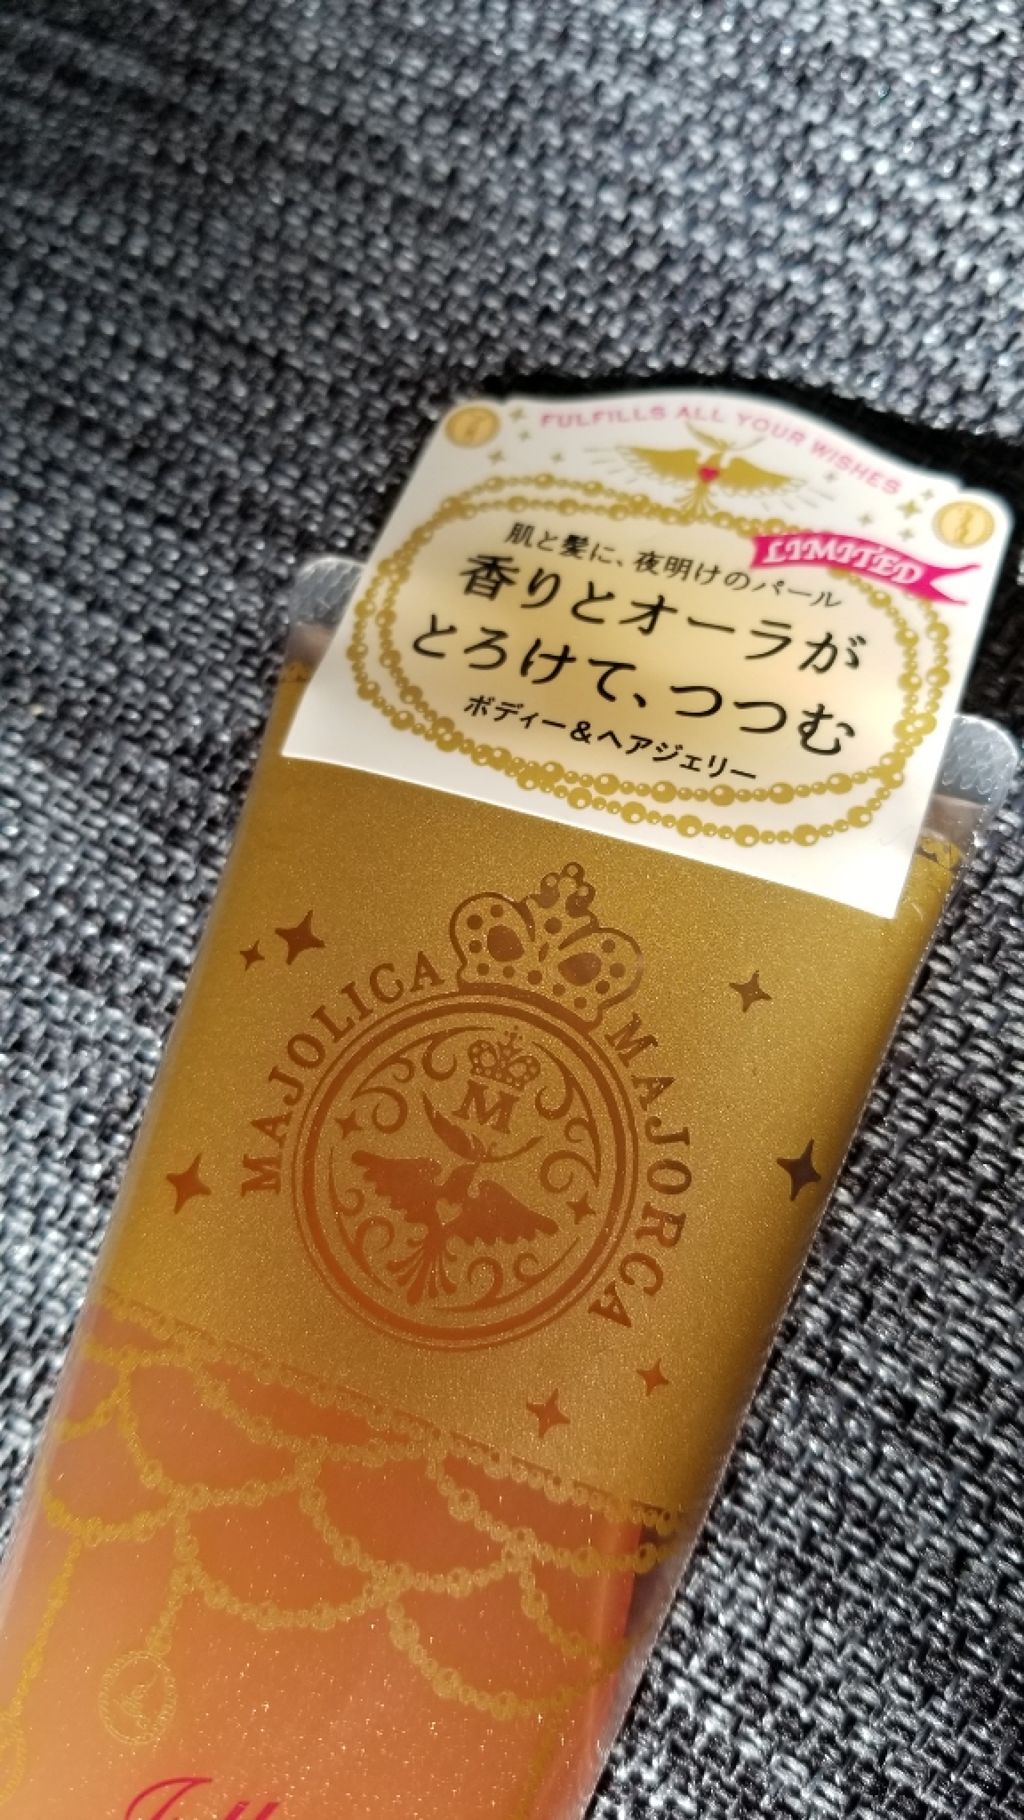 FULFILLS ALL YOUR WISHES
LIMITED
肌と髪に、夜明けのパール
香りとオーラが
とろけて、つつむ
ボディー&ヘアジェリー
MAJOLICA MAJORCA
M